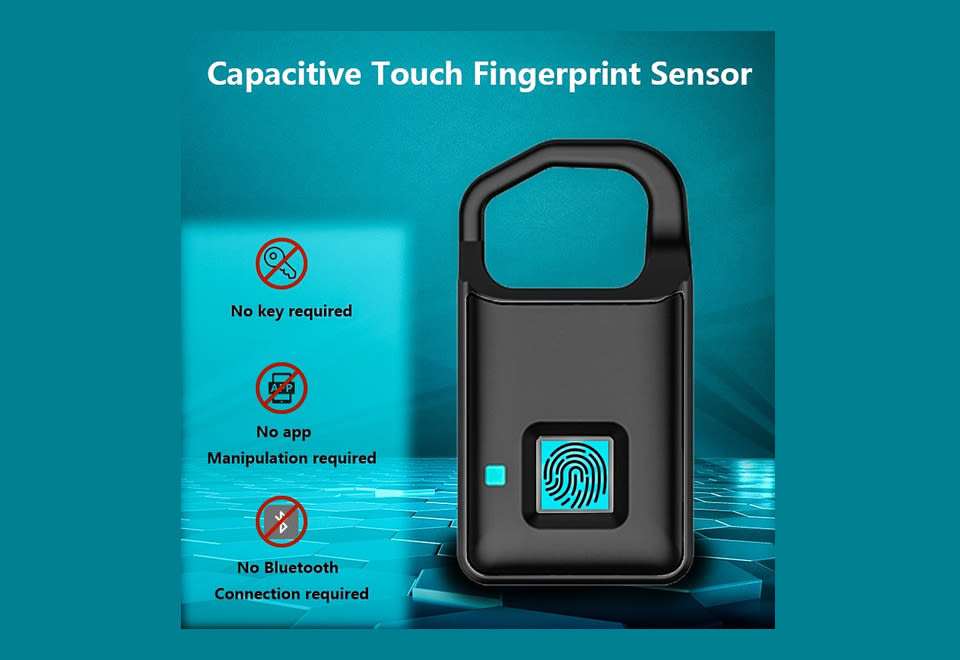 Capacitive Touch Fingerprint Sensor
No key required
APP
No app
Manipulation required
No Bluetooth
Connection required